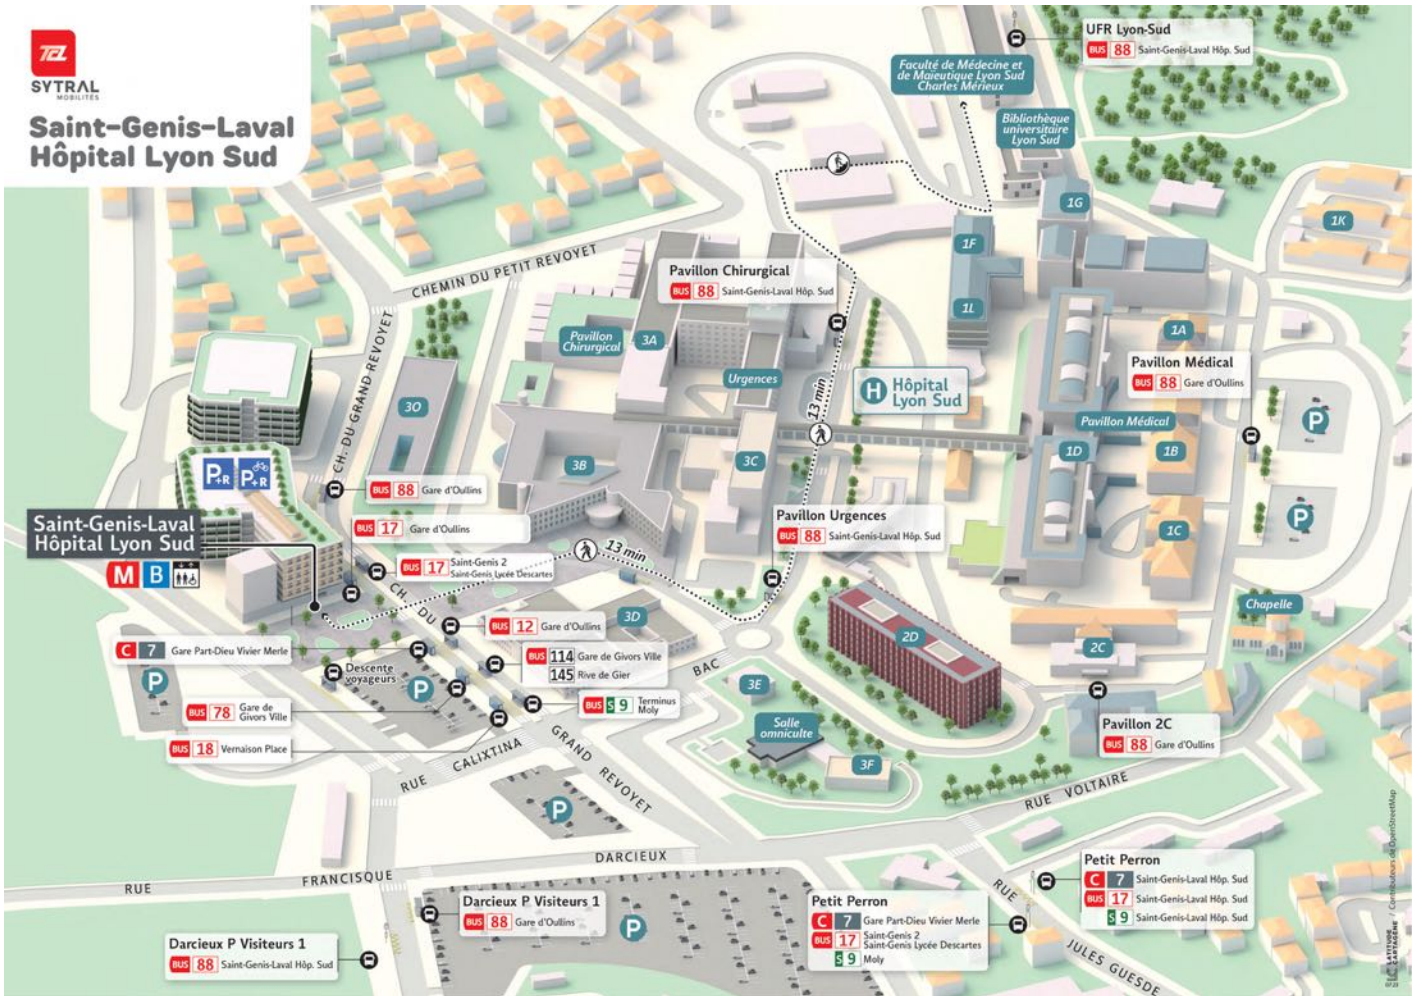 TCL
SYTRAL
MOBILITÉS
Saint-Genis-Laval
Hôpital Lyon Sud
UFR Lyon-Sud
BUS 88 Saint-Genis-Laval Hôp. Sud
Faculté de Médecine et
de Maïeutique Lyon Sud
Charles Mérieux
Bibliothèque
universitaire
Lyon Sud
1G
1K
1F
1L
CHEMIN DU PETIT REVOYET
Pavillon Chirurgical
BUS 88 Saint-Genis-Laval Hôp. Sud
Pavillon
Chirurgical
3A
Urgences
1A
Pavillon Médical
BUS 88 Gare d'Oullins
H Hôpital
Lyon Sud
13 min
3O
CH. DU GRAND REVOYET
Pavillon Médical
P
3B
3C
1D
1B
P+R
P+R
BUS 88 Gare d'Oullins
Saint-Genis-Laval
Hôpital Lyon Sud
M B
BUS 17 Gare d'Oullins
Pavillon Urgences
BUS 88 Saint-Genis-Laval Hôp. Sud
1C
P
13 min
BUS 17 Saint-Genis 2
Saint-Genis Lycée Descartes
CH. DU
GRAND REVOYET
BUS 12 Gare d'Oullins
3D
2D
Chapelle
2C
C 7 Gare Part-Dieu Vivier Merle
BUS 114 Gare de Givors Ville
145 Rive de Gier
BAC
Descente
voyageurs
P
P
3E
BUS 78 Gare de
Givors Ville
BUS S 9 Terminus
Moly
Salle
omniculte
Pavillon 2C
BUS 88 Gare d'Oullins
BUS 18 Vernaison Place
RUE CALIXTINA
3F
RUE VOLTAIRE
P
RUE FRANCISQUE DARCIEUX
RUE JULES GUESDE
Petit Perron
C 7 Saint-Genis-Laval Hôp. Sud
BUS 17 Saint-Genis-Laval Hôp. Sud
S 9 Saint-Genis-Laval Hôp. Sud
Darcieux P Visiteurs 1
BUS 88 Gare d'Oullins
P
Petit Perron
C 7 Gare Part-Dieu Vivier Merle
BUS 17 Saint-Genis 2
Saint-Genis Lycée Descartes
S 9 Moly
Darcieux P Visiteurs 1
BUS 88 Saint-Genis-Laval Hôp. Sud
LATITUDE
CARTAGÈNE / Contributeurs de OpenStreetMap